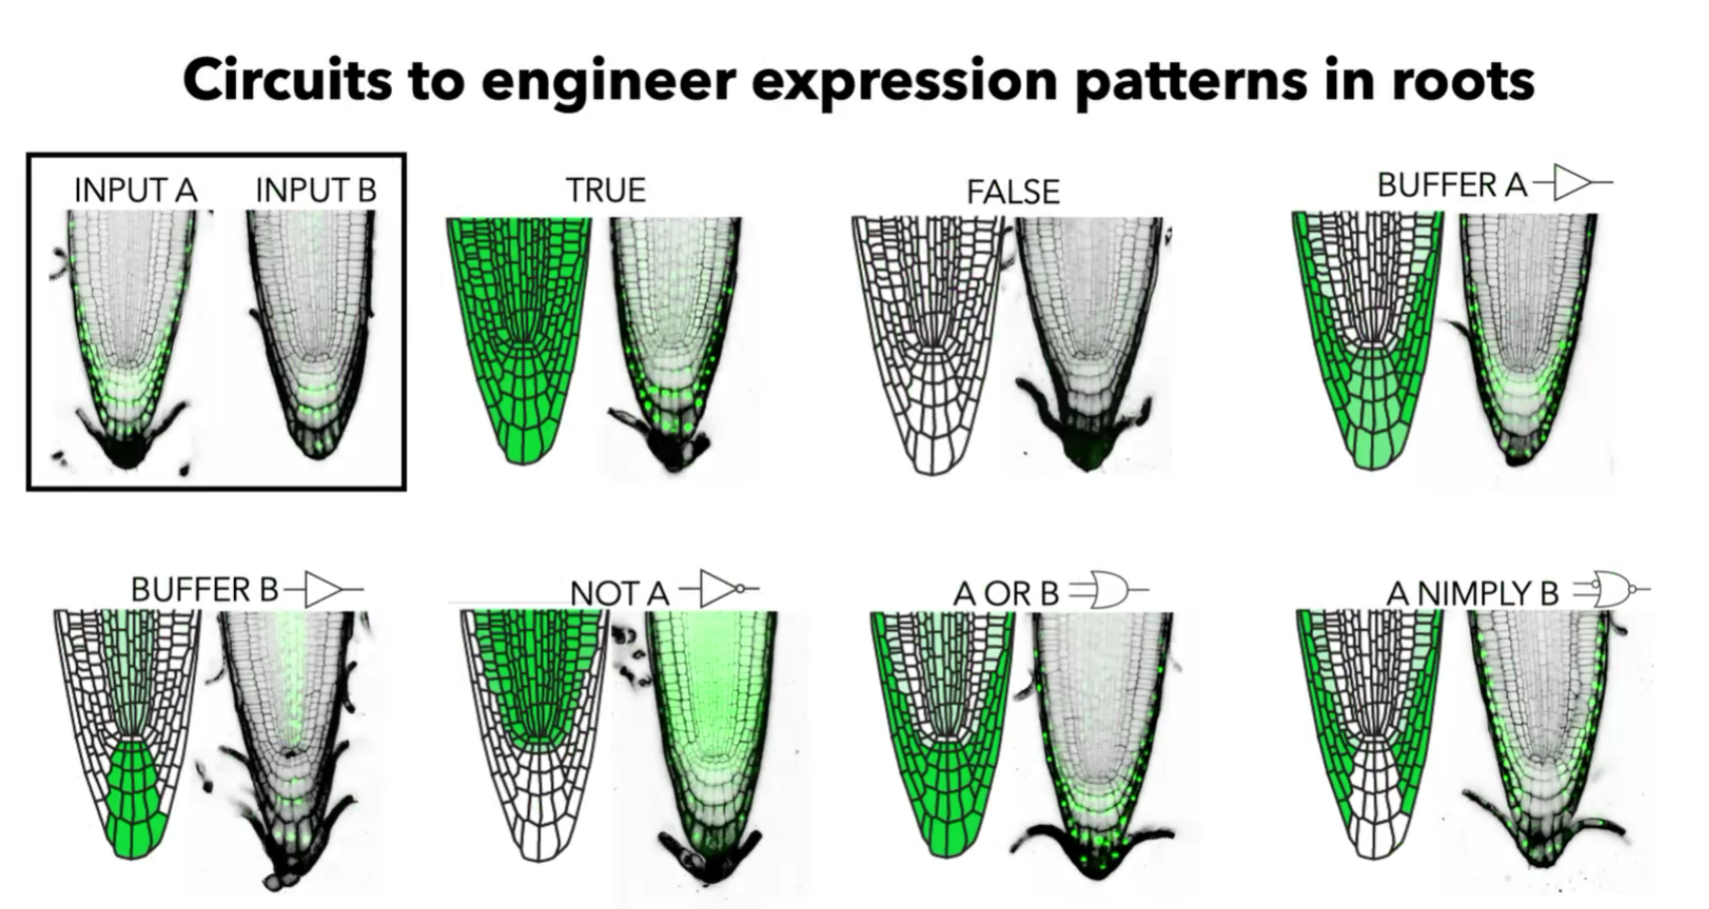 Circuits to engineer expression patterns in roots
INPUT A INPUT B
TRUE
FALSE
BUFFER A
BUFFER B
NOT A
A OR B
A NIMPLY B